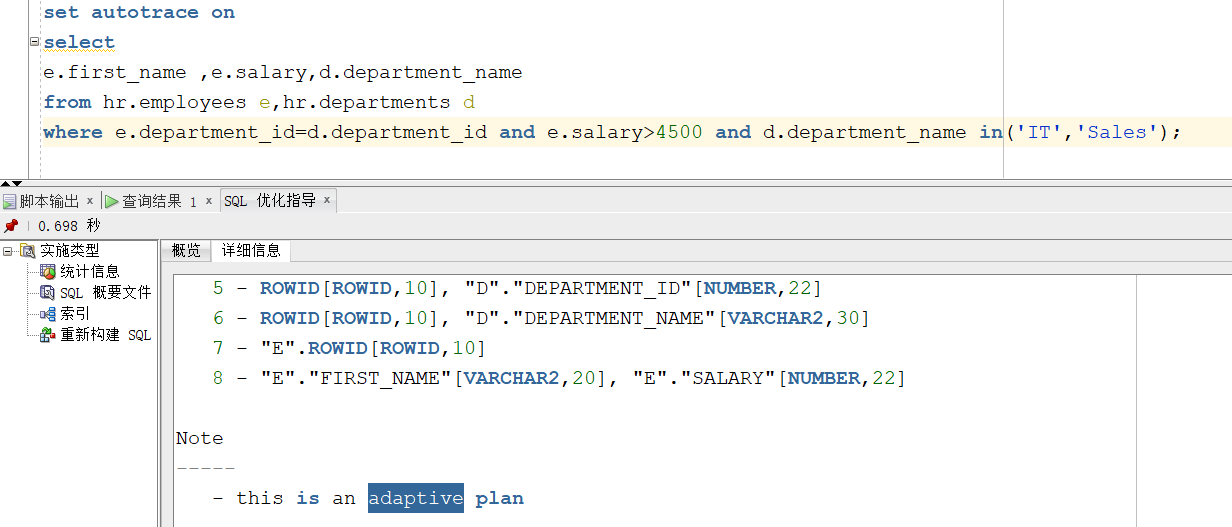 set autotrace on
select
e.first_name ,e.salary,d.department_name
from hr.employees e,hr.departments d
where e.department_id=d.department_id and e.salary>4500 and d.department_name in('IT','Sales');
脚本输出 × 查询结果 1 × SQL 优化指导 ×
0.698 秒
实施类型
统计信息
SQL 概要文件
索引
重新构建 SQL
概览 详细信息
5 - ROWID[ROWID,10], "D"."DEPARTMENT_ID"[NUMBER,22]
6 - ROWID[ROWID,10], "D"."DEPARTMENT_NAME"[VARCHAR2,30]
7 - "E".ROWID[ROWID,10]
8 - "E"."FIRST_NAME"[VARCHAR2,20], "E"."SALARY"[NUMBER,22]
Note
-----
- this is an adaptive plan